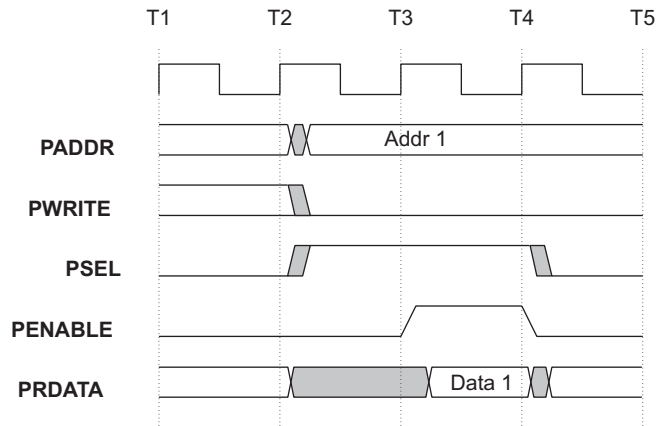 T1 T2 T3 T4 T5
PADDR Addr 1
PWRITE
PSEL
PENABLE
PRDATA Data 1